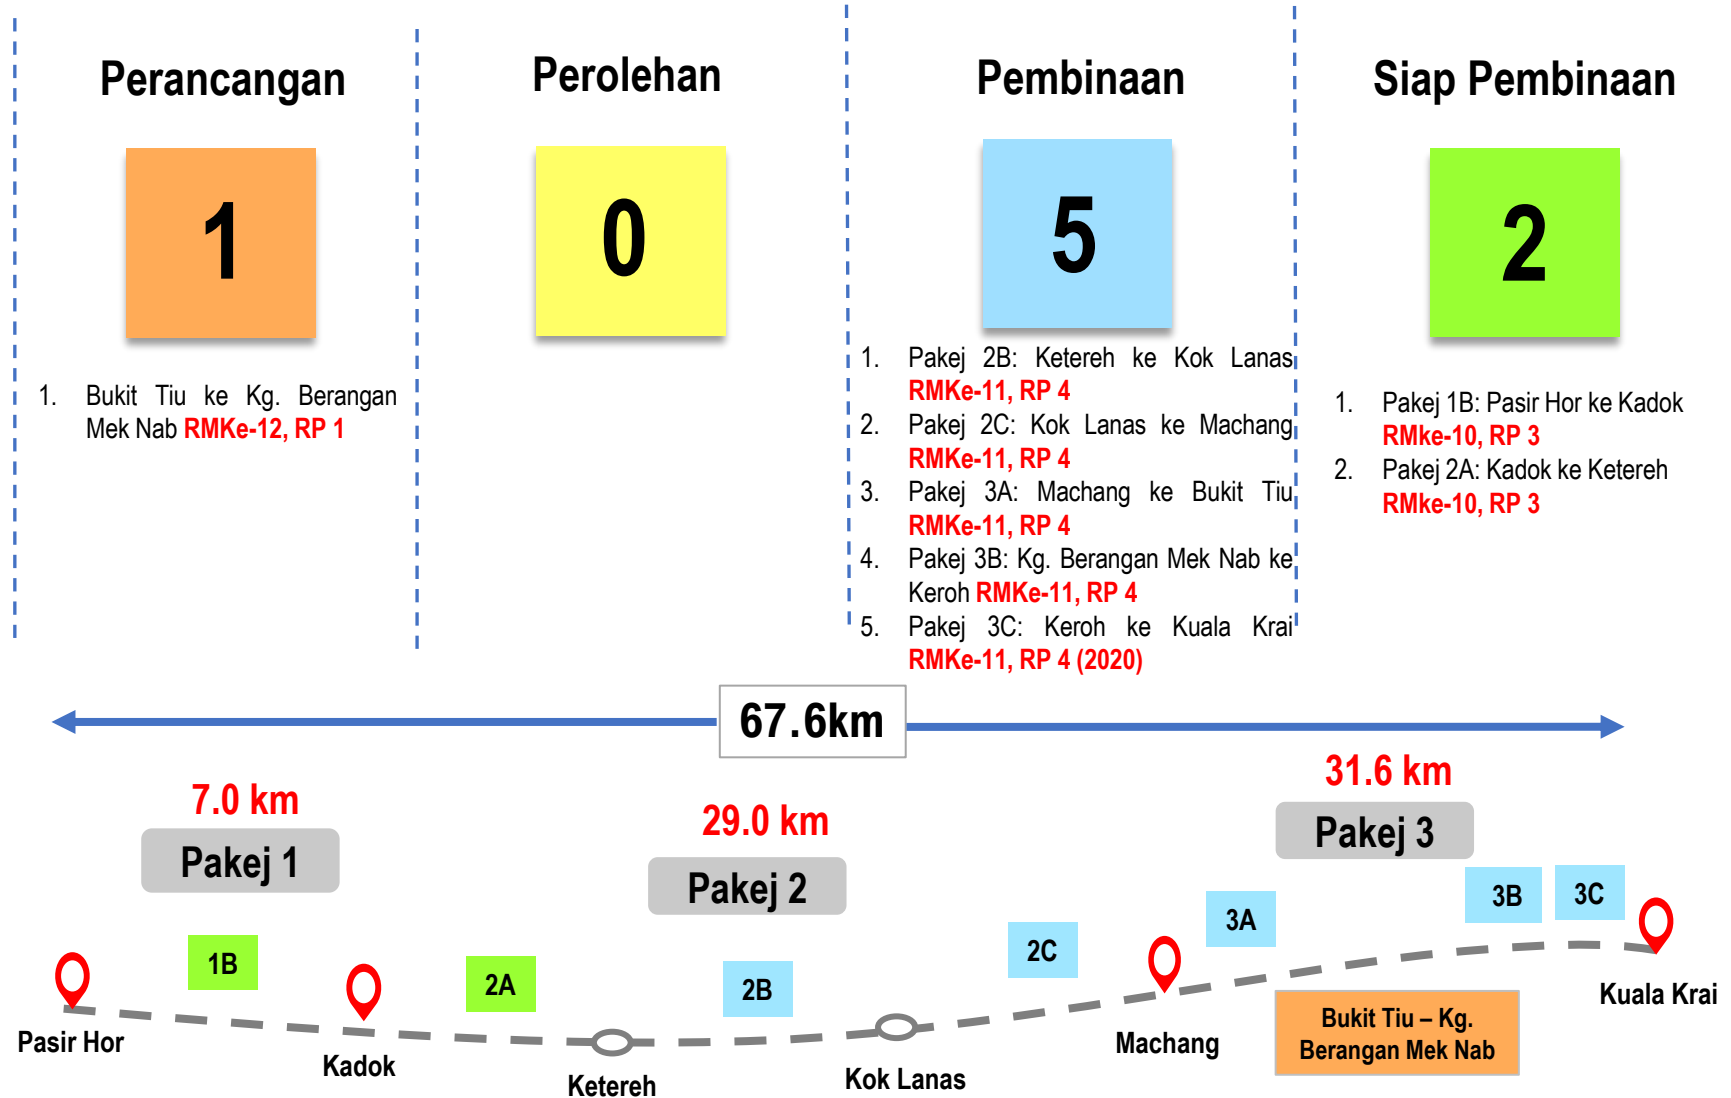 Perancangan
1
1. Bukit Tiu ke Kg. Berangan
Mek Nab RMKe-12, RP 1
Perolehan
0
Pembinaan
5
1. Pakej 2B: Ketereh ke Kok Lanas
RMKe-11, RP 4
2. Pakej 2C: Kok Lanas ke Machang
RMKe-11, RP 4
3. Pakej 3A: Machang ke Bukit Tiu
RMKe-11, RP 4
4. Pakej 3B: Kg. Berangan Mek Nab ke
Keroh RMKe-11, RP 4
5. Pakej 3C: Keroh ke Kuala Krai
RMKe-11, RP 4 (2020)
Siap Pembinaan
2
1. Pakej 1B: Pasir Hor ke Kadok
RMke-10, RP 3
2. Pakej 2A: Kadok ke Ketereh
RMke-10, RP 3
67.6km
7.0 km
Pakej 1
29.0 km
Pakej 2
31.6 km
Pakej 3
1B
2A
2B
2C
3A
3B
3C
Pasir Hor
Kadok
Ketereh
Kok Lanas
Machang
Bukit Tiu – Kg.
Berangan Mek Nab
Kuala Krai